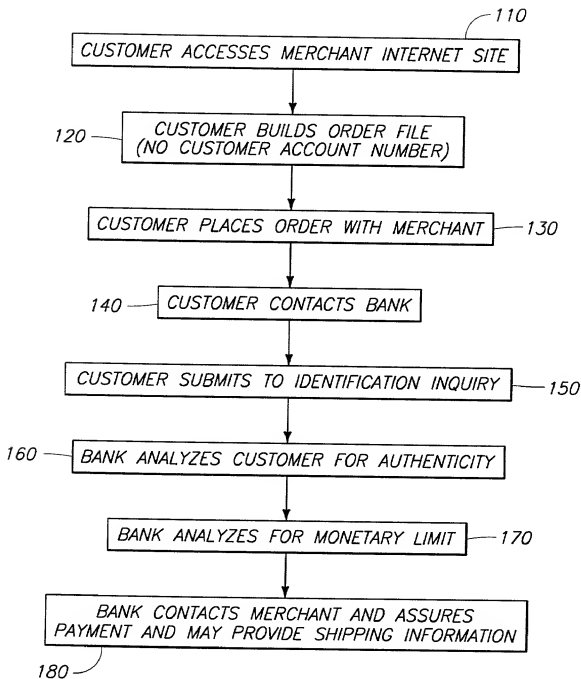 110
CUSTOMER ACCESSES MERCHANT INTERNET SITE
120
CUSTOMER BUILDS ORDER FILE
(NO CUSTOMER ACCOUNT NUMBER)
CUSTOMER PLACES ORDER WITH MERCHANT
130
140
CUSTOMER CONTACTS BANK
CUSTOMER SUBMITS TO IDENTIFICATION INQUIRY
150
160
BANK ANALYZES CUSTOMER FOR AUTHENTICITY
BANK ANALYZES FOR MONETARY LIMIT
170
BANK CONTACTS MERCHANT AND ASSURES
PAYMENT AND MAY PROVIDE SHIPPING INFORMATION
180